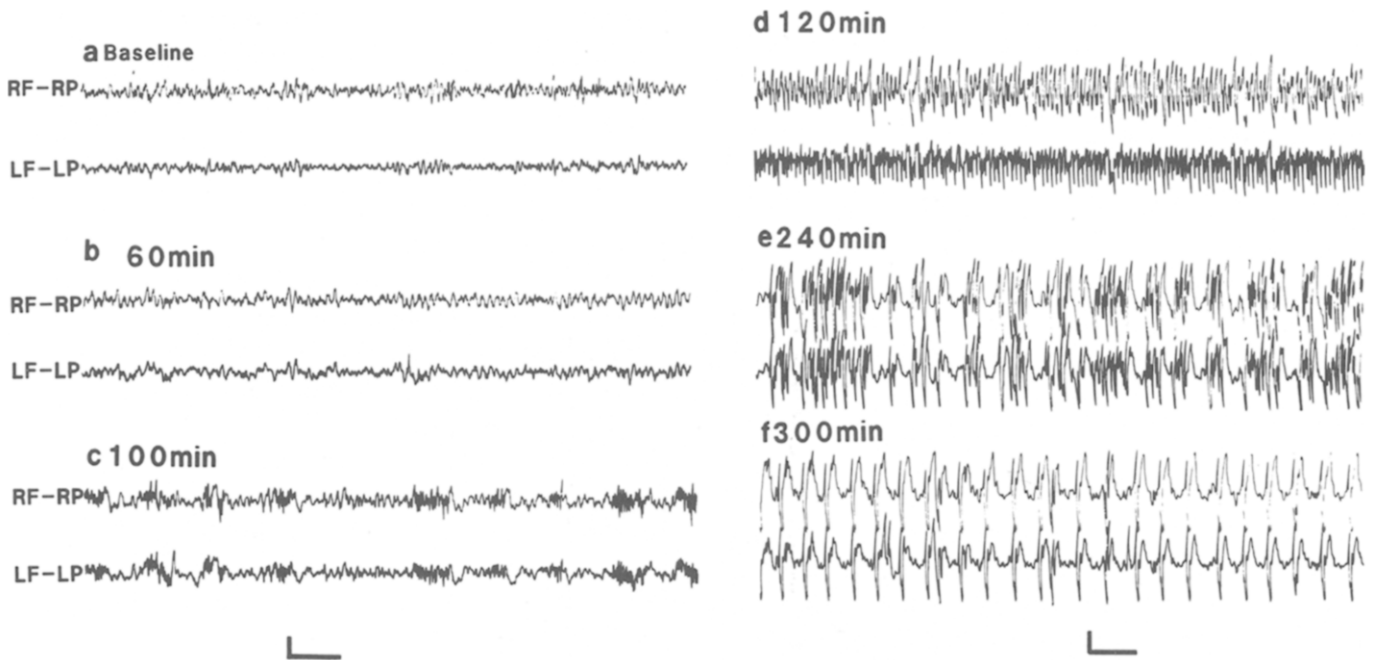 a Baseline
RF-RP
LF-LP
b 60min
RF-RP
LF-LP
c 100min
RF-RP
LF-LP
d 120min
e 240min
f 300min